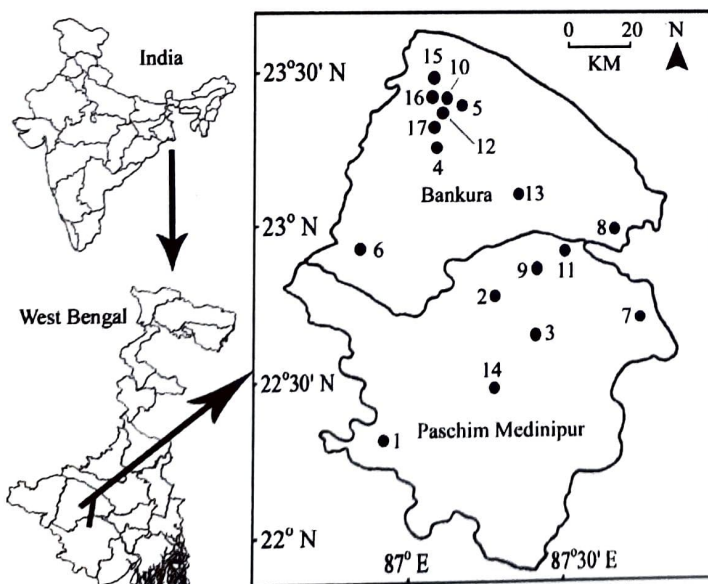 India
West Bengal
0 20
KM
N
23°30' N
23° N
22°30' N
22° N
87° E
87°30' E
15
10
16
5
17
12
4
Bankura
13
8
6
11
9
2
7
3
14
Paschim Medinipur
1